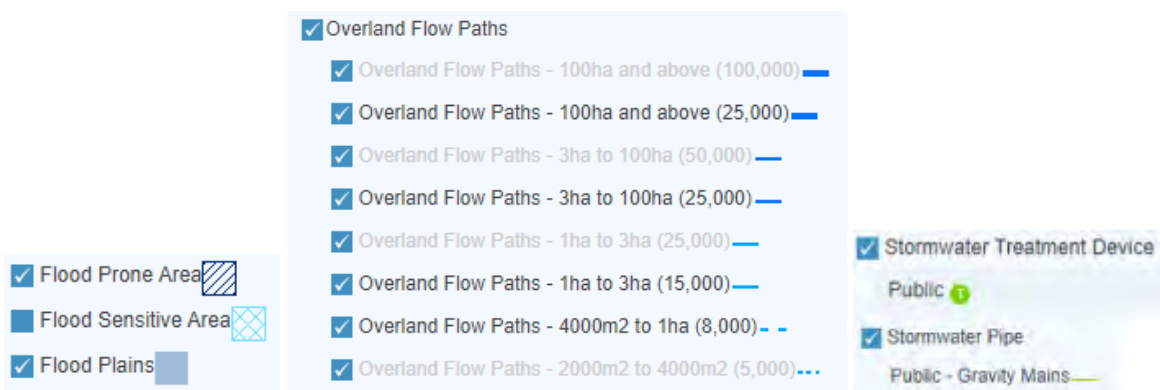 Flood Prone Area
Flood Sensitive Area
Flood Plains
Overland Flow Paths
Overland Flow Paths - 100ha and above (100,000)
Overland Flow Paths - 100ha and above (25,000)
Overland Flow Paths - 3ha to 100ha (50,000)
Overland Flow Paths - 3ha to 100ha (25,000)
Overland Flow Paths - 1ha to 3ha (25,000)
Overland Flow Paths - 1ha to 3ha (15,000)
Overland Flow Paths - 4000m2 to 1ha (8,000)
Overland Flow Paths - 2000m2 to 4000m2 (5,000)
Stormwater Treatment Device
Public T
Stormwater Pipe
Public - Gravity Mains